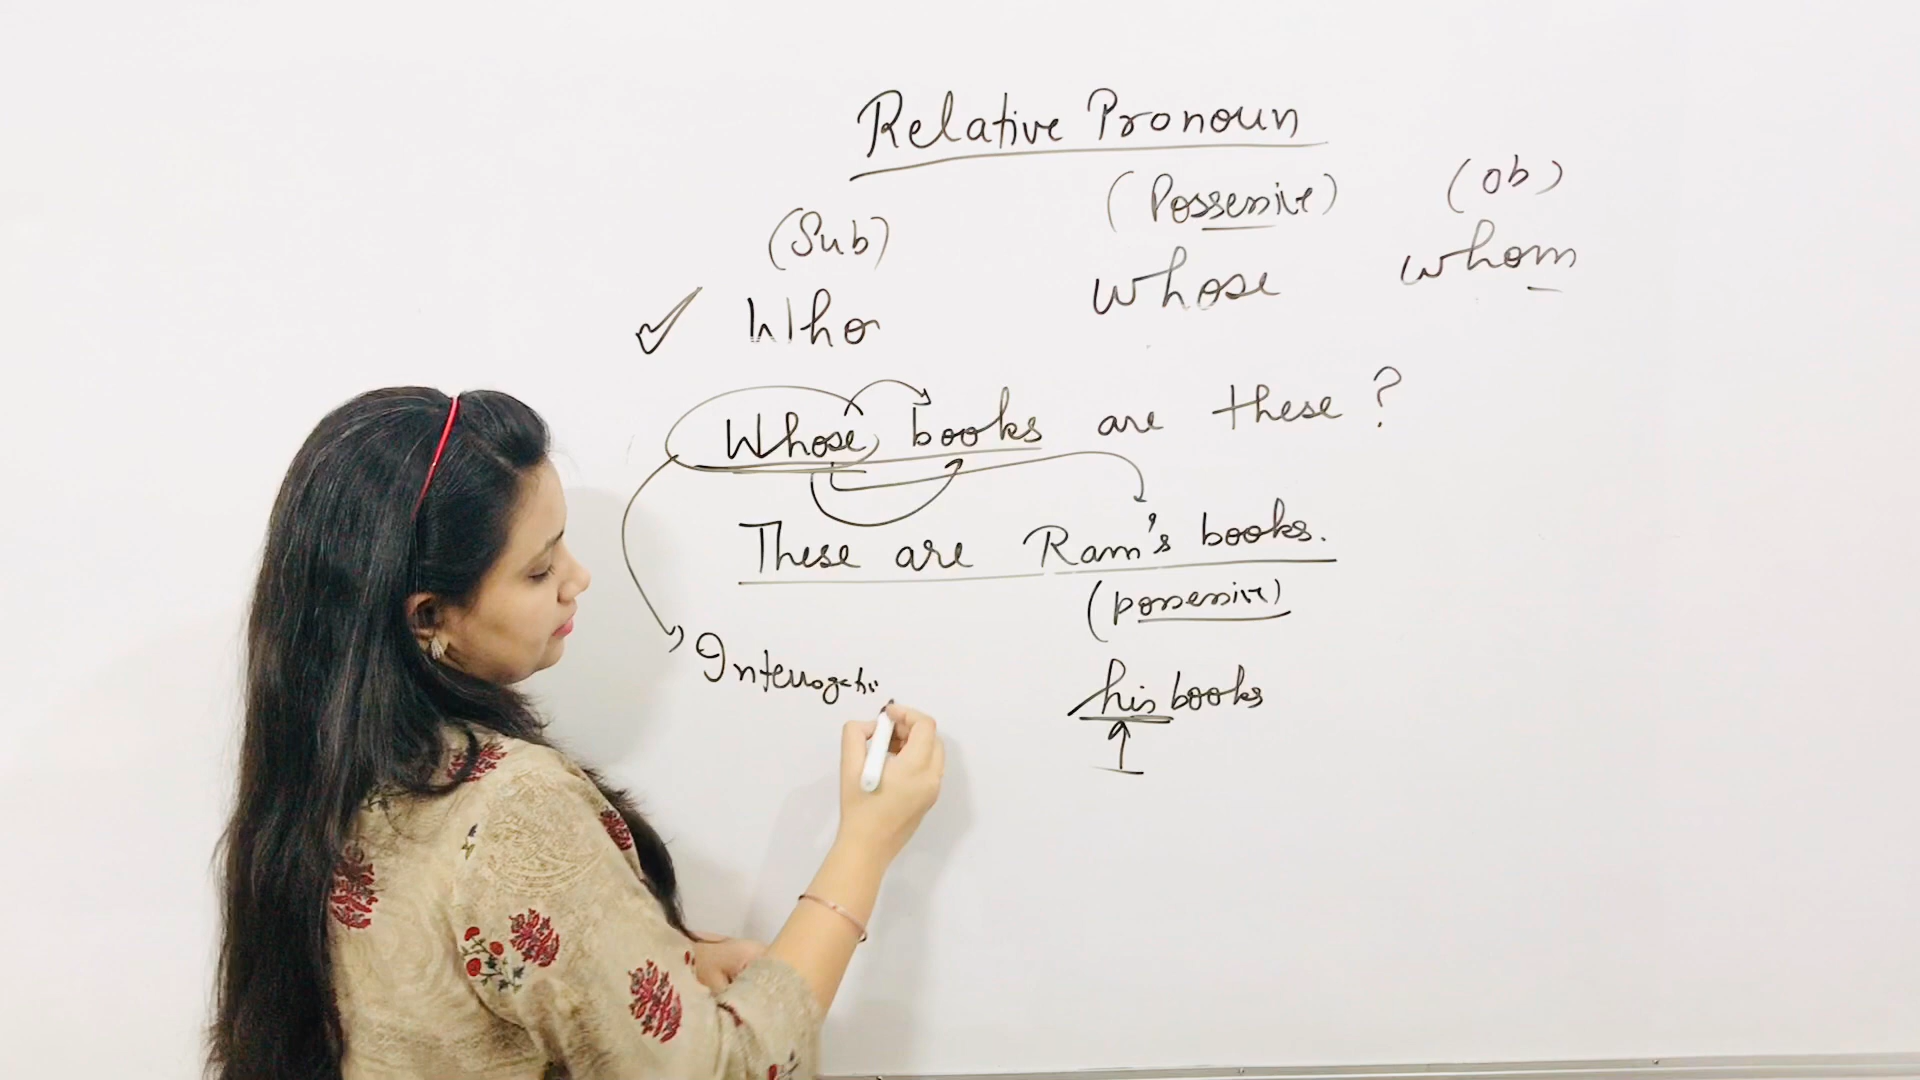 Relative Pronoun
(Sub) (Possessive) (Ob)
Who whose whom
Whose books are these?
These are Ram's books.
(possessive)
Interrogati
his books